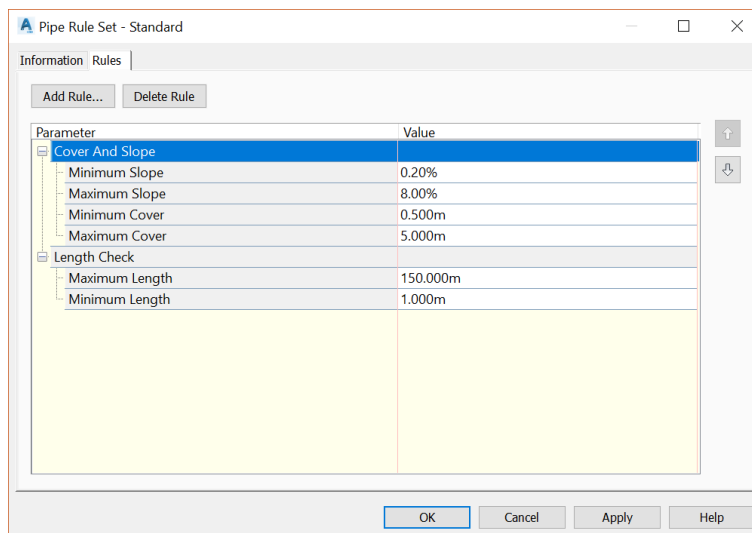 Pipe Rule Set - Standard
Information Rules
Add Rule... Delete Rule
Parameter Value
Cover And Slope
Minimum Slope 0.20%
Maximum Slope 8.00%
Minimum Cover 0.500m
Maximum Cover 5.000m
Length Check
Maximum Length 150.000m
Minimum Length 1.000m
OK Cancel Apply Help